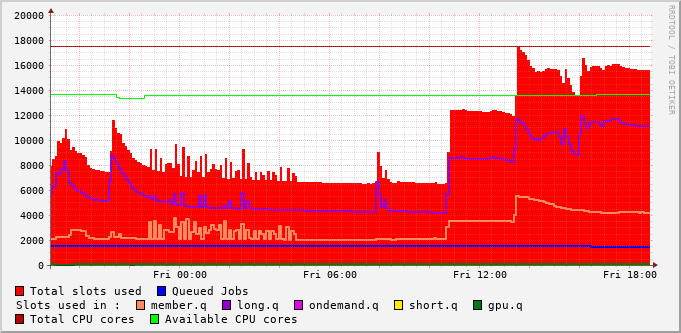 RRDTOOL / TOBI OETIKER
20000
18000
16000
14000
12000
10000
8000
6000
4000
2000
0
Fri 00:00 Fri 06:00 Fri 12:00 Fri 18:00
Total slots used Queued Jobs
Slots used in : member.q long.q ondemand.q short.q gpu.q
Total CPU cores Available CPU cores